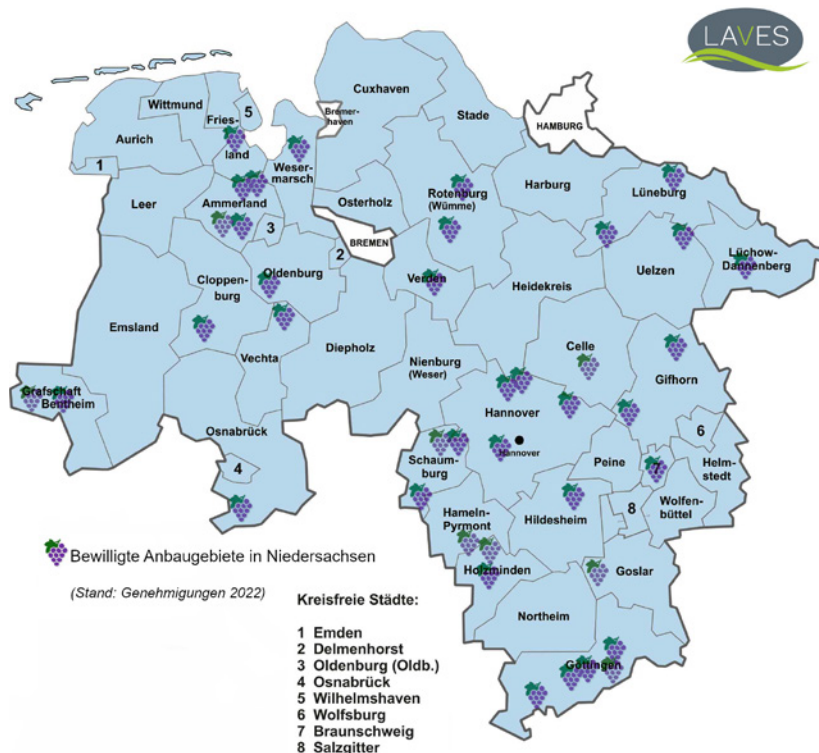 LAVES
Cuxhaven
Wittmund
Fries-
land
5
Bremer-
haven
Stade
HAMBURG
Aurich
1
Weser-
marsch
Leer
Ammerland
Osterholz
Rotenburg
(Wümme)
Harburg
Lüneburg
3
BREMEN
2
Oldenburg
Cloppen-
burg
Verden
Heidekreis
Uelzen
Lüchow-
Dannenberg
Emsland
Vechta
Diepholz
Nienburg
(Weser)
Celle
Gifhorn
Grafschaft
Bentheim
Hannover
Osnabrück
6
Hannover
Schaum-
burg
Peine
7
Helm-
stedt
4
Wolfen-
büttel
Hameln-
Pyrmont
Hildesheim
8
Bewilligte Anbaugebiete in Niedersachsen
Holzminden
Goslar
(Stand: Genehmigungen 2022)
Northeim
Göttingen
Kreisfreie Städte:
1 Emden
2 Delmenhorst
3 Oldenburg (Oldb.)
4 Osnabrück
5 Wilhelmshaven
6 Wolfsburg
7 Braunschweig
8 Salzgitter